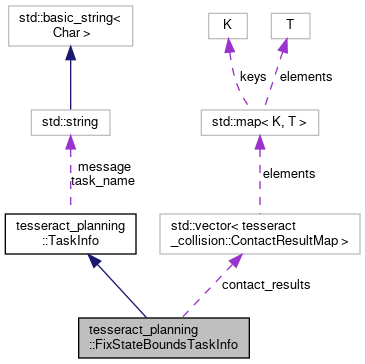 std::basic_string<
Char >
K
T
keys
elements
std::string
std::map< K, T >
message
task_name
elements
tesseract_planning
::TaskInfo
std::vector< tesseract
_collision::ContactResultMap >
contact_results
tesseract_planning
::FixStateBoundsTaskInfo